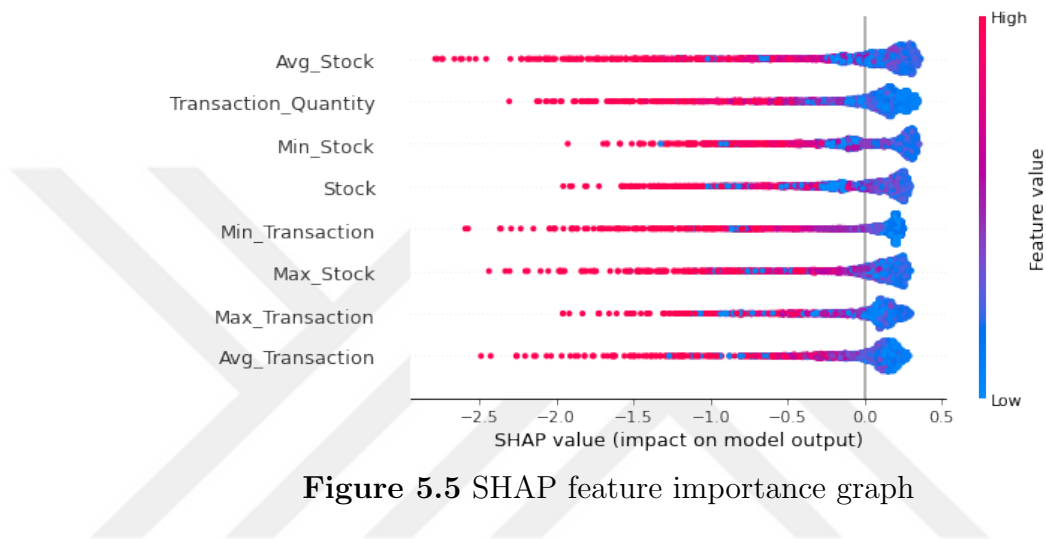 High
Avg_Stock
Transaction_Quantity
Min_Stock
Stock
Min_Transaction
Max_Stock
Max_Transaction
Avg_Transaction
Feature value
Low
−2.5 −2.0 −1.5 −1.0 −0.5 0.0 0.5
SHAP value (impact on model output)
Figure 5.5 SHAP feature importance graph